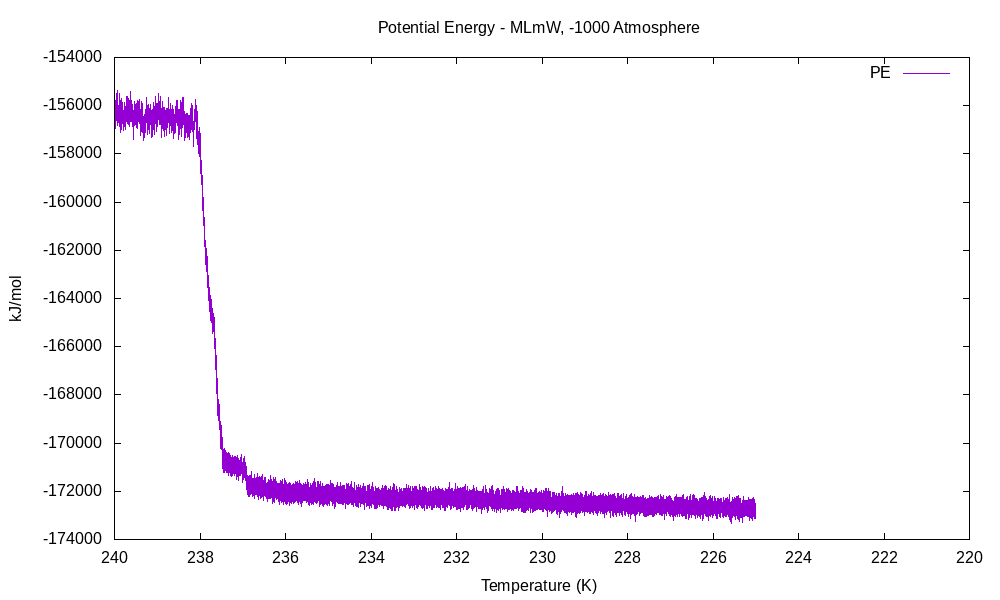 Potential Energy - MLmW, -1000 Atmosphere
PE
-154000
-156000
-158000
-160000
-162000
-164000
-166000
-168000
-170000
-172000
-174000
kJ/mol
240 238 236 234 232 230 228 226 224 222 220
Temperature (K)